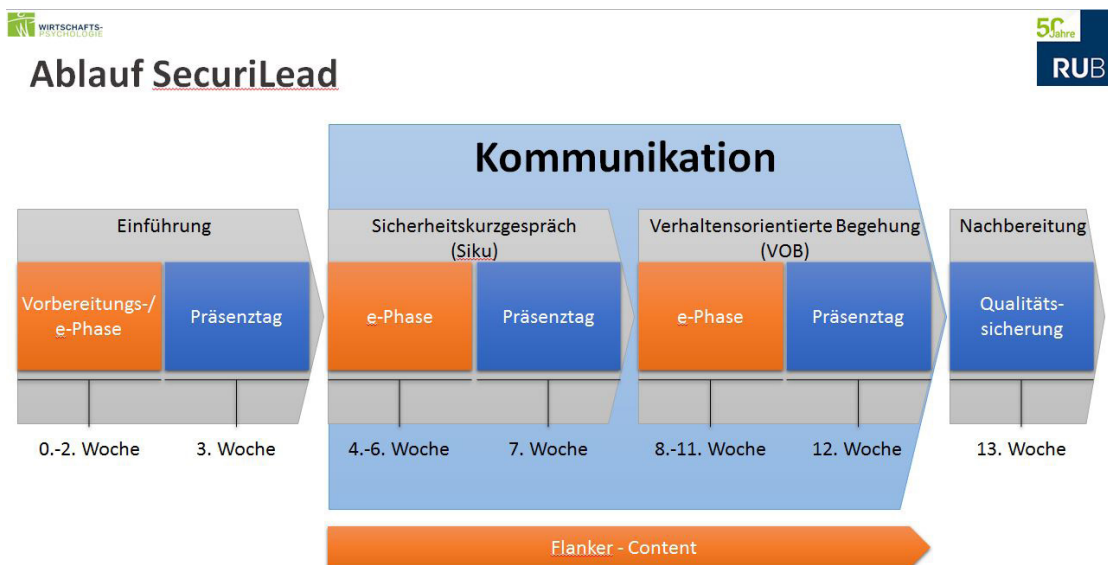 WIRTSCHAFTS-
PSYCHOLOGIE
50 Jahre
RUB
Ablauf SecuriLead
Kommunikation
Einführung
Vorbereitungs-/
e-Phase
Präsenztag
0.-2. Woche
3. Woche
Sicherheitskurzgespräch
(Siku)
e-Phase
Präsenztag
4.-6. Woche
7. Woche
Verhaltensorientierte Begehung
(VOB)
e-Phase
Präsenztag
8.-11. Woche
12. Woche
Nachbereitung
Qualitäts-
sicherung
13. Woche
Flanker - Content